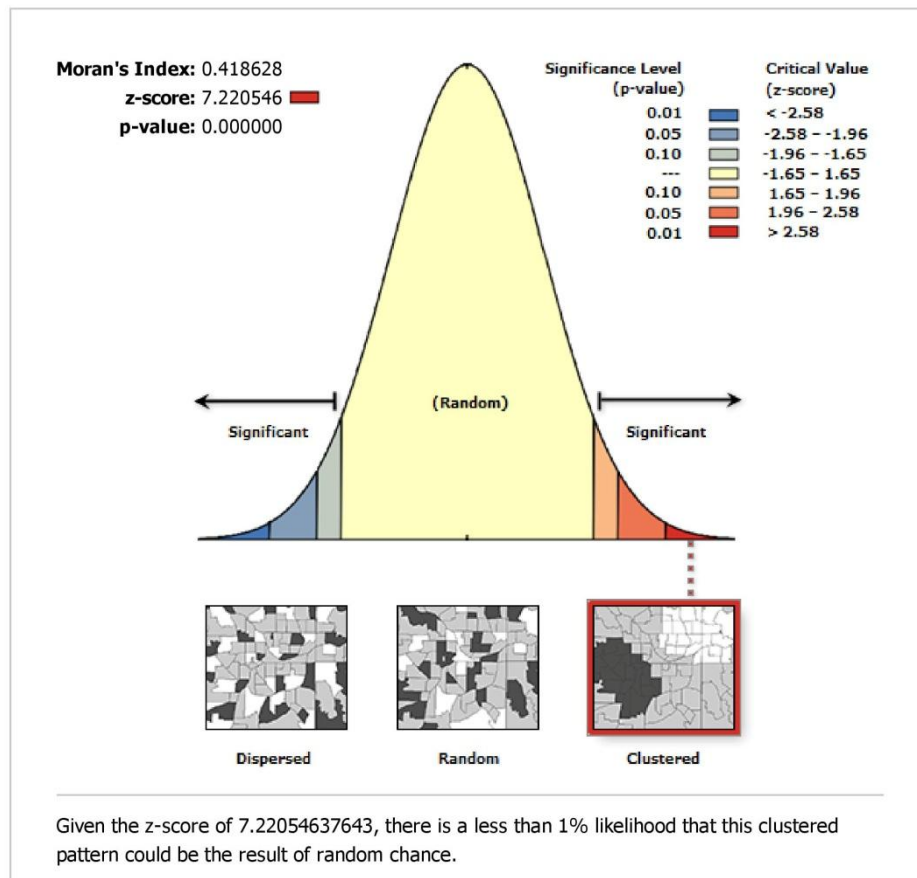 Moran's Index: 0.418628
z-score: 7.220546
p-value: 0.000000
Significance Level
(p-value)
Critical Value
(z-score)
0.01 < -2.58
0.05 -2.58 – -1.96
0.10 -1.96 – -1.65
--- -1.65 – 1.65
0.10 1.65 – 1.96
0.05 1.96 – 2.58
0.01 > 2.58
(Random)
Significant
Significant
Dispersed
Random
Clustered
Given the z-score of 7.22054637643, there is a less than 1% likelihood that this clustered
pattern could be the result of random chance.